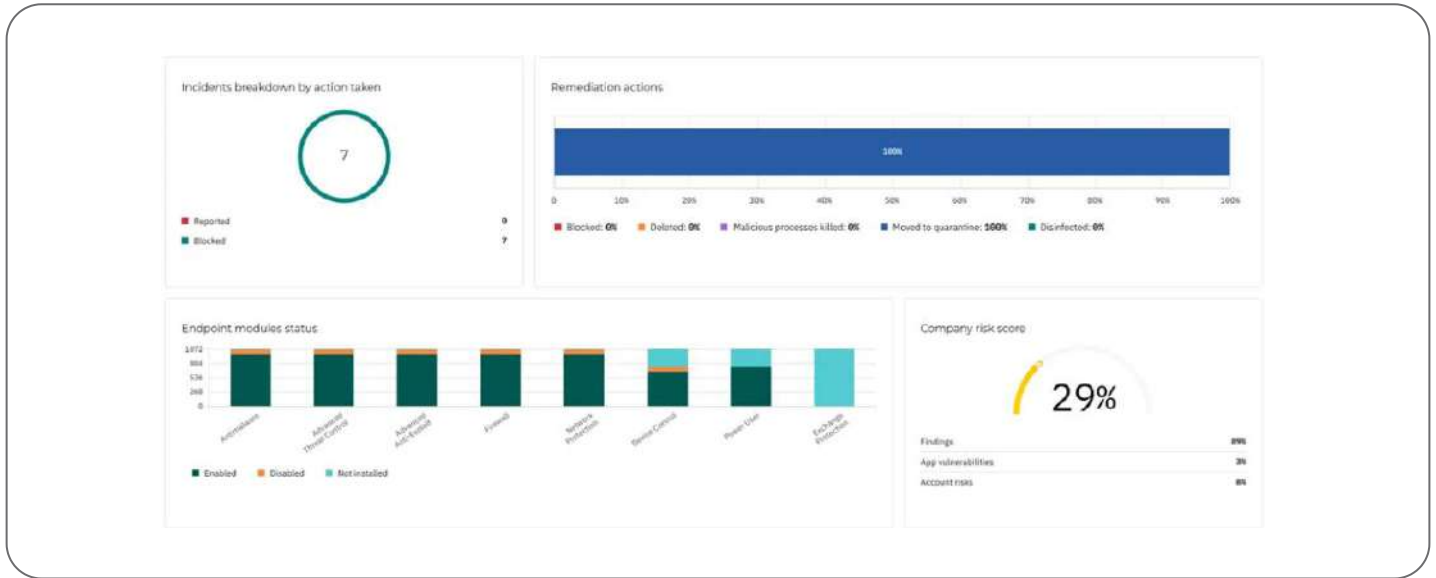 Incidents breakdown by action taken
7
Reported 0
Blocked 7
Remediation actions
100%
0 10% 20% 30% 40% 50% 60% 70% 80% 90% 100%
Blocked: 0% Deleted: 0% Malicious processes killed: 0% Moved to quarantine: 100% Disinfected: 0%
Endpoint modules status
1072
804
536
268
0
Antimalware
Advanced
Threat Control
Advanced
Anti-Exploit
Firewall
Network
Protection
Device Control
Power User
Exchange
Protection
Enabled Disabled Not installed
Company risk score
29%
Findings 89%
App vulnerabilities 3%
Account risks 8%